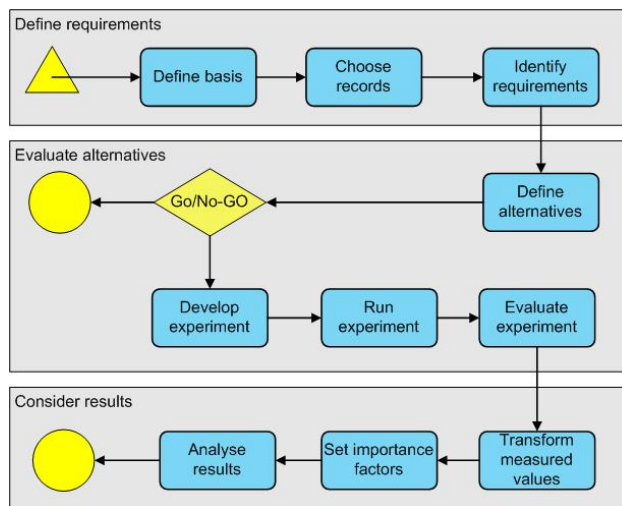 Define requirements
Define basis
Choose
records
Identify
requirements
Evaluate alternatives
Go/No-GO
Define
alternatives
Develop
experiment
Run
experiment
Evaluate
experiment
Consider results
Analyse
results
Set importance
factors
Transform
measured
values